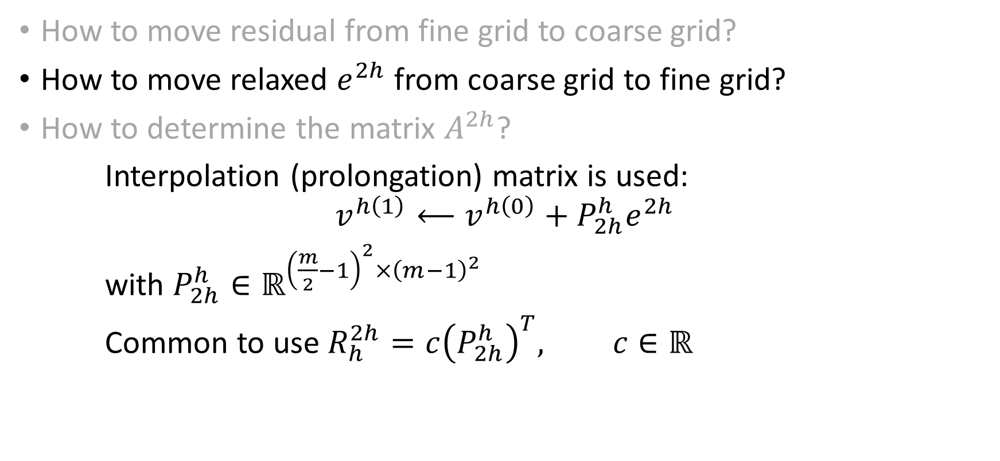 • How to move residual from fine grid to coarse grid?
• How to move relaxed $e^{2h}$ from coarse grid to fine grid?
• How to determine the matrix $A^{2h}$?
Interpolation (prolongation) matrix is used:
$v^{h(1)} \longleftarrow v^{h(0)} + P_{2h}^{h} e^{2h}$
with $P_{2h}^{h} \in \mathbb{R}^{\left(\frac{m}{2}-1\right)^2 \times (m-1)^2}$
Common to use $R_{h}^{2h} = c\left(P_{2h}^{h}\right)^T, \quad c \in \mathbb{R}$